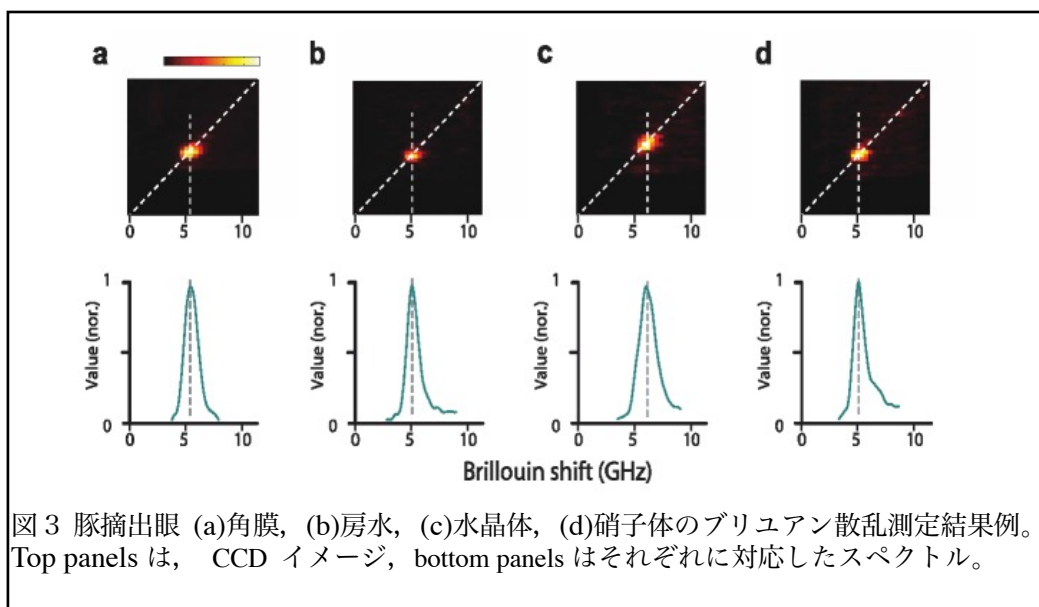 a b c d
0 5 10 0 5 10 0 5 10 0 5 10
1 1 1 1
Value (nor.) Value (nor.) Value (nor.) Value (nor.)
0 0 0 0
0 5 10 0 5 10 0 5 10 0 5 10
Brillouin shift (GHz)
図3 豚摘出眼 (a)角膜，(b)房水，(c)水晶体，(d)硝子体のブリユアン散乱測定結果例。
Top panels は， CCD イメージ，bottom panels はそれぞれに対応したスペクトル。